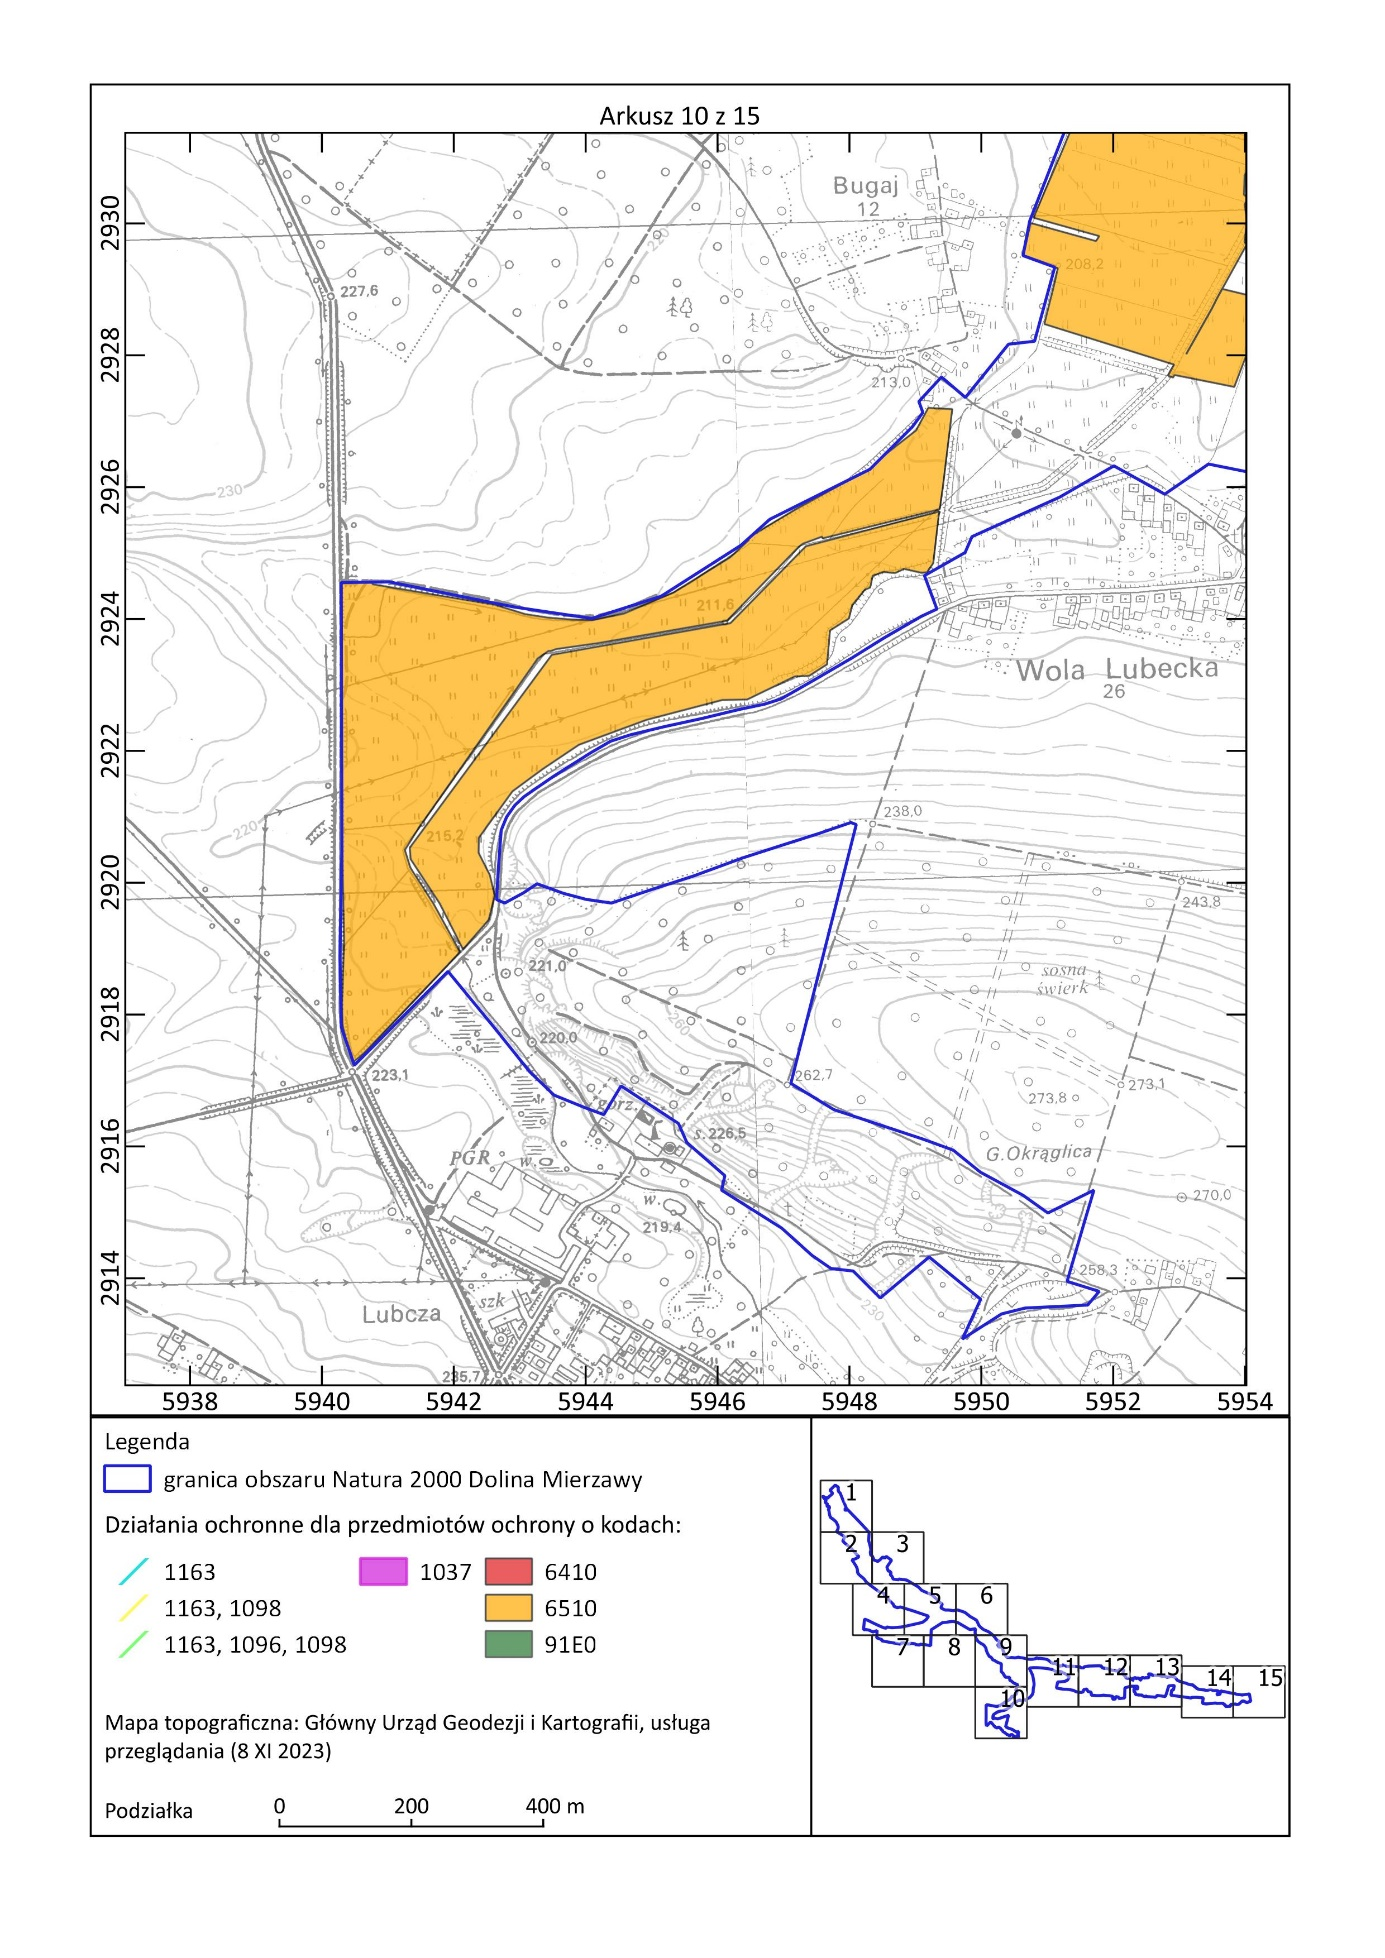 Arkusz 10 z 15
Bugaj
12
2930
220
208,2
227,6
2928
213,0
2926
230
2924
211,6
Wola Lubecka
26
2922
238,0
220
215,2
2920
243,8
221,0
sosna
świerk
2918
260
220,0
223,1
262,7
273,1
273,8
gorz.
s. 226,5
2916
PGR
w.
G.Okrąglica
w.
270,0
219,4
2914
258,3
230
szk
Lubcza
235,7
5938 5940 5942 5944 5946 5948 5950 5952 5954
Legenda
granica obszaru Natura 2000 Dolina Mierzawy
Działania ochronne dla przedmiotów ochrony o kodach:
1163 1037 6410
1163, 1098 6510
1163, 1096, 1098 91E0
Mapa topograficzna: Główny Urząd Geodezji i Kartografii, usługa
przeglądania (8 XI 2023)
Podziałka 0 200 400 m
1
2 3
4 5 6
7 8 9
11 12 13 14 15
10